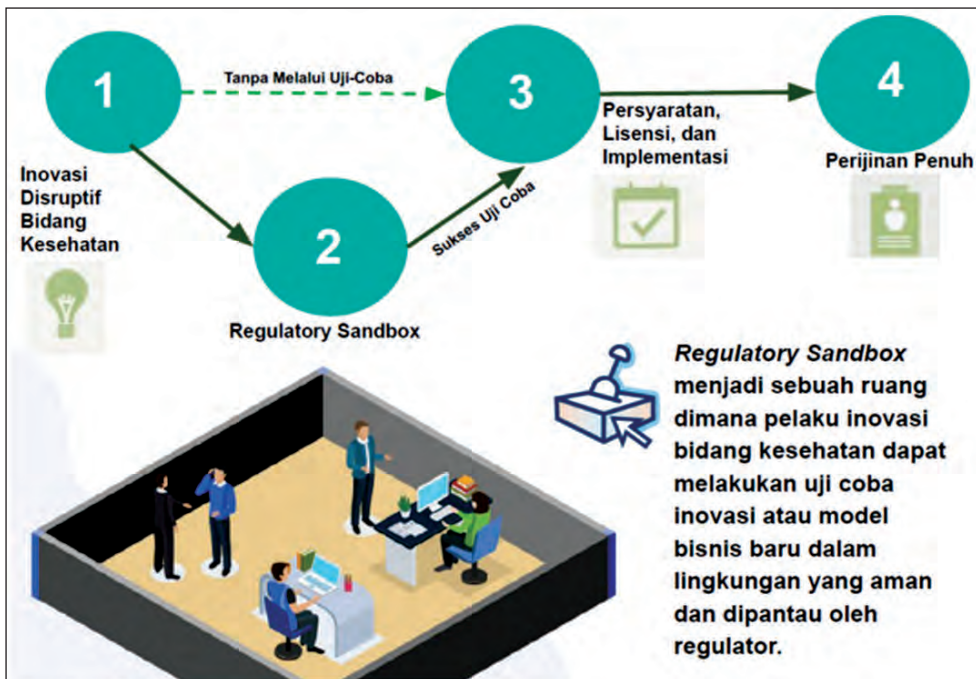 1
Tanpa Melalui Uji-Coba
3
4
Inovasi
Disruptif
Bidang
Kesehatan
2
Regulatory Sandbox
Sukses Uji Coba
Persyaratan,
Lisensi, dan
Implementasi
Perijinan Penuh
Regulatory Sandbox
menjadi sebuah ruang
dimana pelaku inovasi
bidang kesehatan dapat
melakukan uji coba
inovasi atau model
bisnis baru dalam
lingkungan yang aman
dan dipantau oleh
regulator.